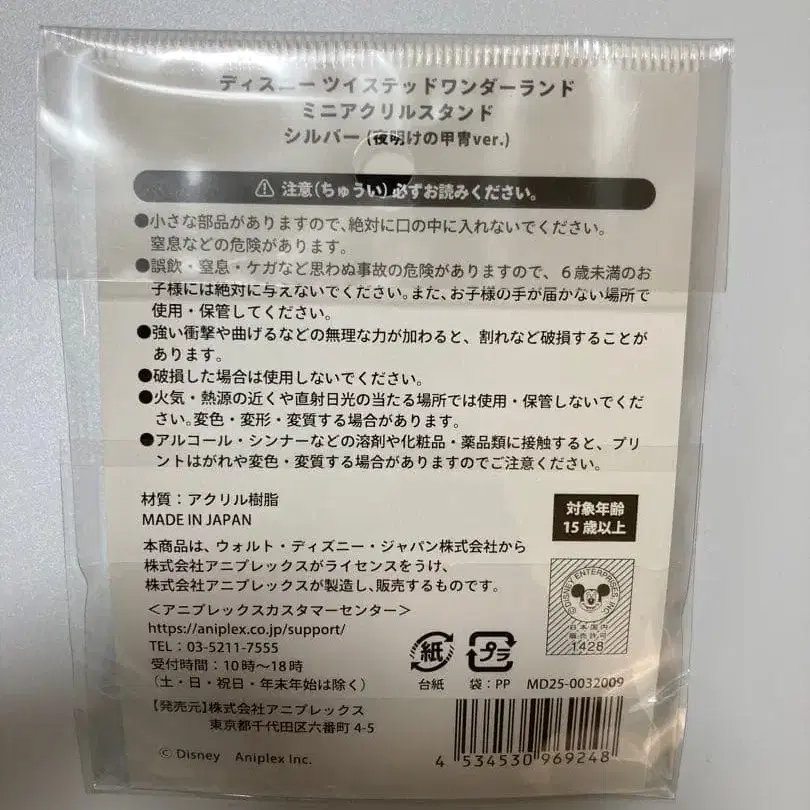 ディズニー ツイステッドワンダーランド
ミニアクリルスタンド
シルバー (夜明けの甲冑ver.)
⚠ 注意(ちゅうい) 必ずお読みください。
●小さな部品がありますので、絶対に口の中に入れないでください。
窒息などの危険があります。
●誤飲・窒息・ケガなど思わぬ事故の危険がありますので、６歳未満のお
子様には絶対に与えないでください。また、お子様の手が届かない場所で
使用・保管してください。
●強い衝撃や曲げるなどの無理な力が加わると、割れなど破損することが
あります。
●破損した場合は使用しないでください。
●火気・熱源の近くや直射日光の当たる場所では使用・保管しないでくだ
さい。変色・変形・変質する場合があります。
●アルコール・シンナーなどの溶剤や化粧品・薬品類に接触すると、プリ
ントはがれや変色・変質する場合がありますのでご注意ください。
材質：アクリル樹脂
MADE IN JAPAN
対象年齢
15歳以上
本商品は、ウォルト・ディズニー・ジャパン株式会社から
株式会社アニプレックスがライセンスをうけ、
株式会社アニプレックスが製造し、販売するものです。
＜アニプレックスカスタマーセンター＞
https://aniplex.co.jp/support/
TEL：03-5211-7555
受付時間：10時～18時
（土・日・祝日・年末年始は除く）
©DISNEY ENTERPRISES, INC.
日本国内
販売許可
1428
紙
プラ
台紙
袋：PP
MD25-0032009
【発売元】株式会社アニプレックス
東京都千代田区六番町 4-5
© Disney Aniplex Inc.
4 534530 969248